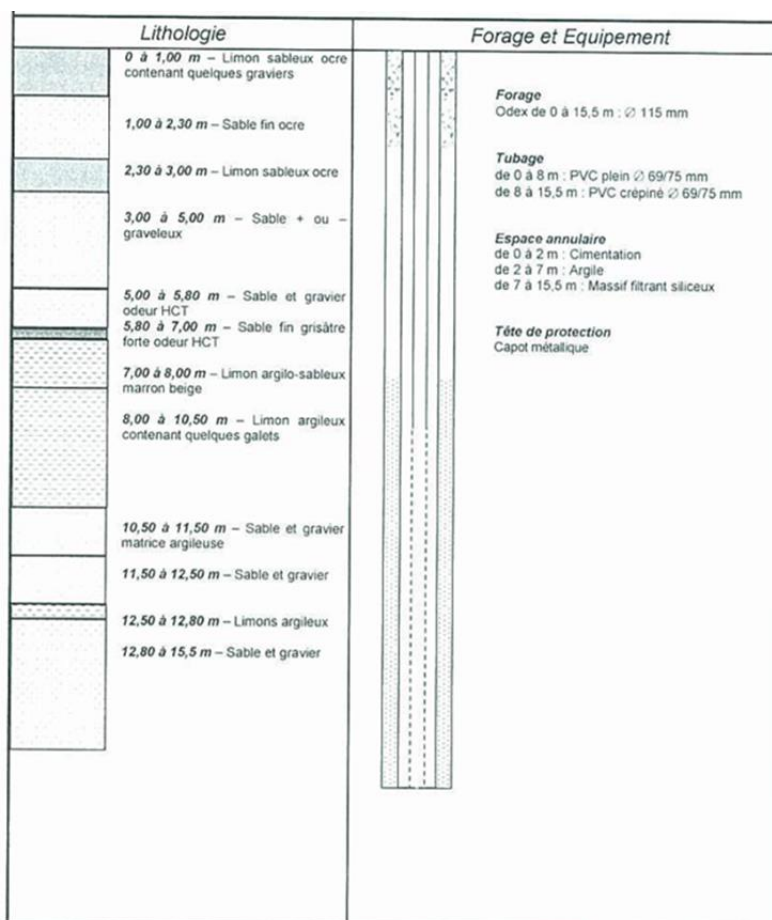 Lithologie
Forage et Equipement
0 à 1,00 m – Limon sableux ocre
contenant quelques graviers
1,00 à 2,30 m – Sable fin ocre
2,30 à 3,00 m – Limon sableux ocre
3,00 à 5,00 m – Sable + ou –
graveleux
5,00 à 5,80 m – Sable et gravier
odeur HCT
5,80 à 7,00 m – Sable fin grisâtre
forte odeur HCT
7,00 à 8,00 m – Limon argilo-sableux
marron beige
8,00 à 10,50 m – Limon argileux
contenant quelques galets
10,50 à 11,50 m – Sable et gravier
matrice argileuse
11,50 à 12,50 m – Sable et gravier
12,50 à 12,80 m – Limons argileux
12,80 à 15,5 m – Sable et gravier
Forage
Odex de 0 à 15,5 m : ∅ 115 mm
Tubage
de 0 à 8 m : PVC plein ∅ 69/75 mm
de 8 à 15,5 m : PVC crépiné ∅ 69/75 mm
Espace annulaire
de 0 à 2 m : Cimentation
de 2 à 7 m : Argile
de 7 à 15,5 m : Massif filtrant siliceux
Tête de protection
Capot métallique